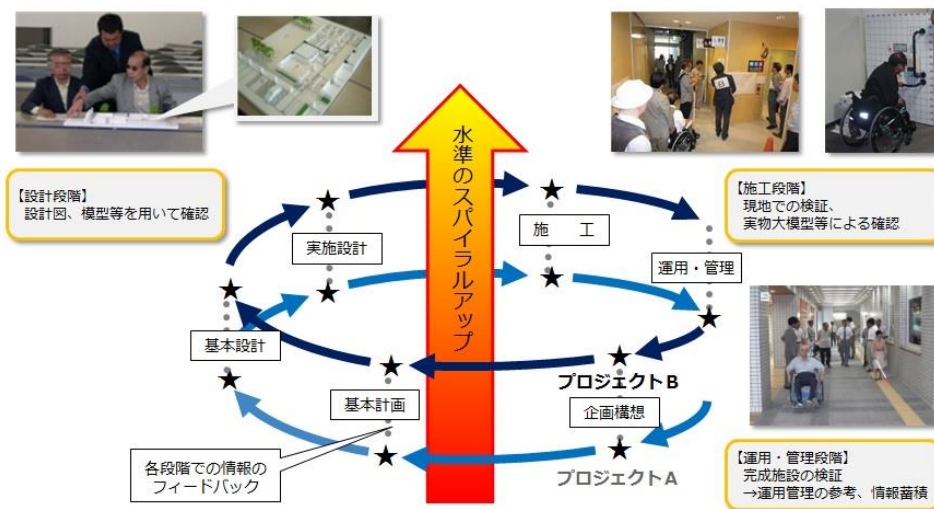 【設計段階】
設計図、模型等を用いて確認
水準のスパイラルアップ
【施工段階】
現地での検証、
実物大模型等による確認
実施設計
施　工
運用・管理
基本設計
基本計画
プロジェクトB
企画構想
プロジェクトA
各段階での情報の
フィードバック
【運用・管理段階】
完成施設の検証
→運用管理の参考、情報蓄積